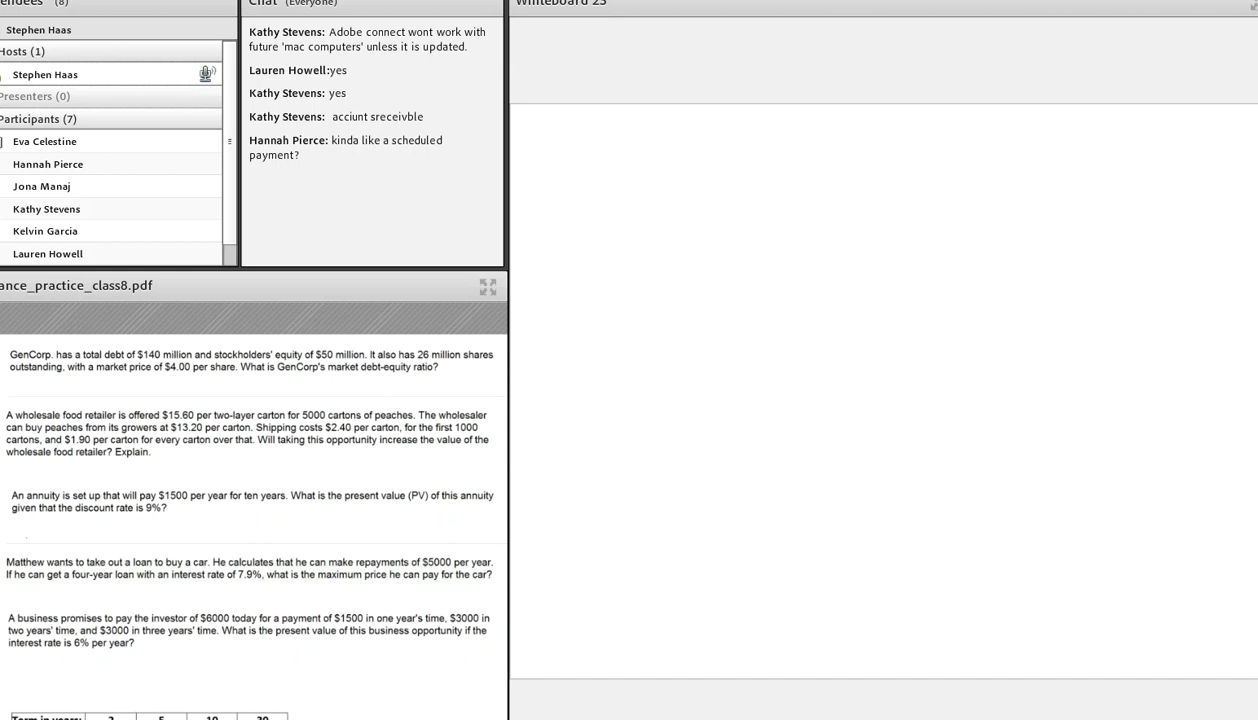 (8)
Stephen Haas
Hosts (1)
Stephen Haas
Presenters (0)
Participants (7)
Eva Celestine
Hannah Pierce
Jona Manaj
Kathy Stevens
Kelvin Garcia
Lauren Howell
Chat (Everyone)
Kathy Stevens: Adobe connect wont work with
future 'mac computers' unless it is updated.
Lauren Howell:yes
Kathy Stevens: yes
Kathy Stevens: acciunt sreceivble
Hannah Pierce: kinda like a scheduled
payment?
Whiteboard 23
ance_practice_class8.pdf
GenCorp. has a total debt of $140 million and stockholders' equity of $50 million. It also has 26 million shares
outstanding, with a market price of $4.00 per share. What is GenCorp's market debt-equity ratio?
A wholesale food retailer is offered $15.60 per two-layer carton for 5000 cartons of peaches. The wholesaler
can buy peaches from its growers at $13.20 per carton. Shipping costs $2.40 per carton, for the first 1000
cartons, and $1.90 per carton for every carton over that. Will taking this opportunity increase the value of the
wholesale food retailer? Explain.
An annuity is set up that will pay $1500 per year for ten years. What is the present value (PV) of this annuity
given that the discount rate is 9%?
Matthew wants to take out a loan to buy a car. He calculates that he can make repayments of $5000 per year.
If he can get a four-year loan with an interest rate of 7.9%, what is the maximum price he can pay for the car?
A business promises to pay the investor of $6000 today for a payment of $1500 in one year's time, $3000 in
two years' time, and $3000 in three years' time. What is the present value of this business opportunity if the
interest rate is 6% per year?
Term in years: 2 5 10 30